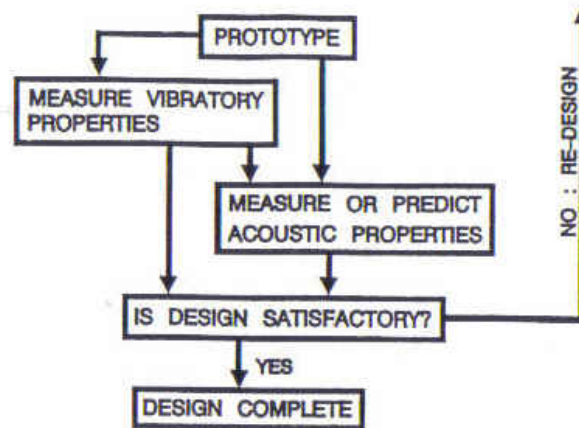 PROTOTYPE
MEASURE VIBRATORY
PROPERTIES
MEASURE OR PREDICT
ACOUSTIC PROPERTIES
IS DESIGN SATISFACTORY?
NO : RE-DESIGN
YES
DESIGN COMPLETE